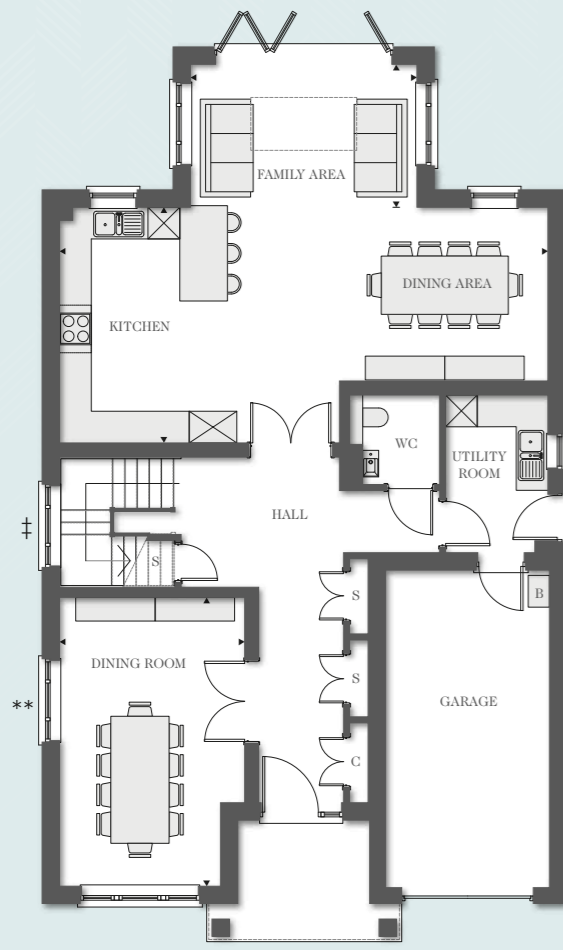 FAMILY AREA
DINING AREA
KITCHEN
WC
UTILITY
ROOM
HALL
‡
S
S
B
DINING ROOM
S
GARAGE
**
C